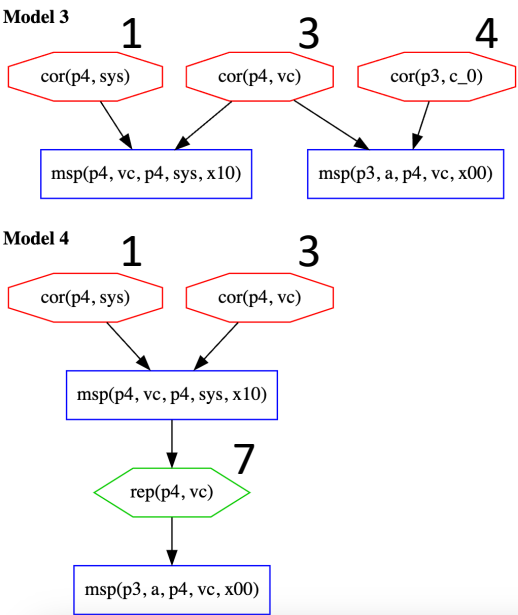 Model 3
1 3 4
cor(p4, sys) cor(p4, vc) cor(p3, c_0)
msp(p4, vc, p4, sys, x10) msp(p3, a, p4, vc, x00)
Model 4
1 3
cor(p4, sys) cor(p4, vc)
msp(p4, vc, p4, sys, x10)
7
rep(p4, vc)
msp(p3, a, p4, vc, x00)